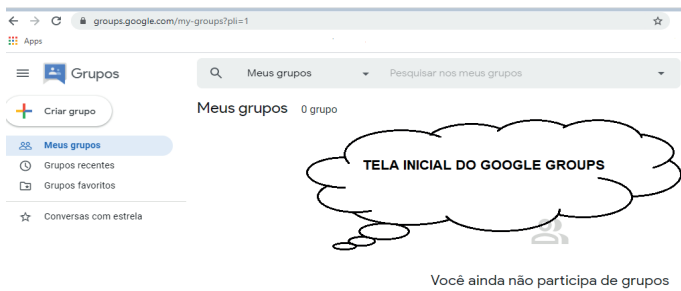 groups.google.com/my-groups?pli=1
Apps
Grupos
Meus grupos
Pesquisar nos meus grupos
Criar grupo
Meus grupos 0 grupo
Meus grupos
Grupos recentes
Grupos favoritos
Conversas com estrela
TELA INICIAL DO GOOGLE GROUPS
Você ainda não participa de grupos